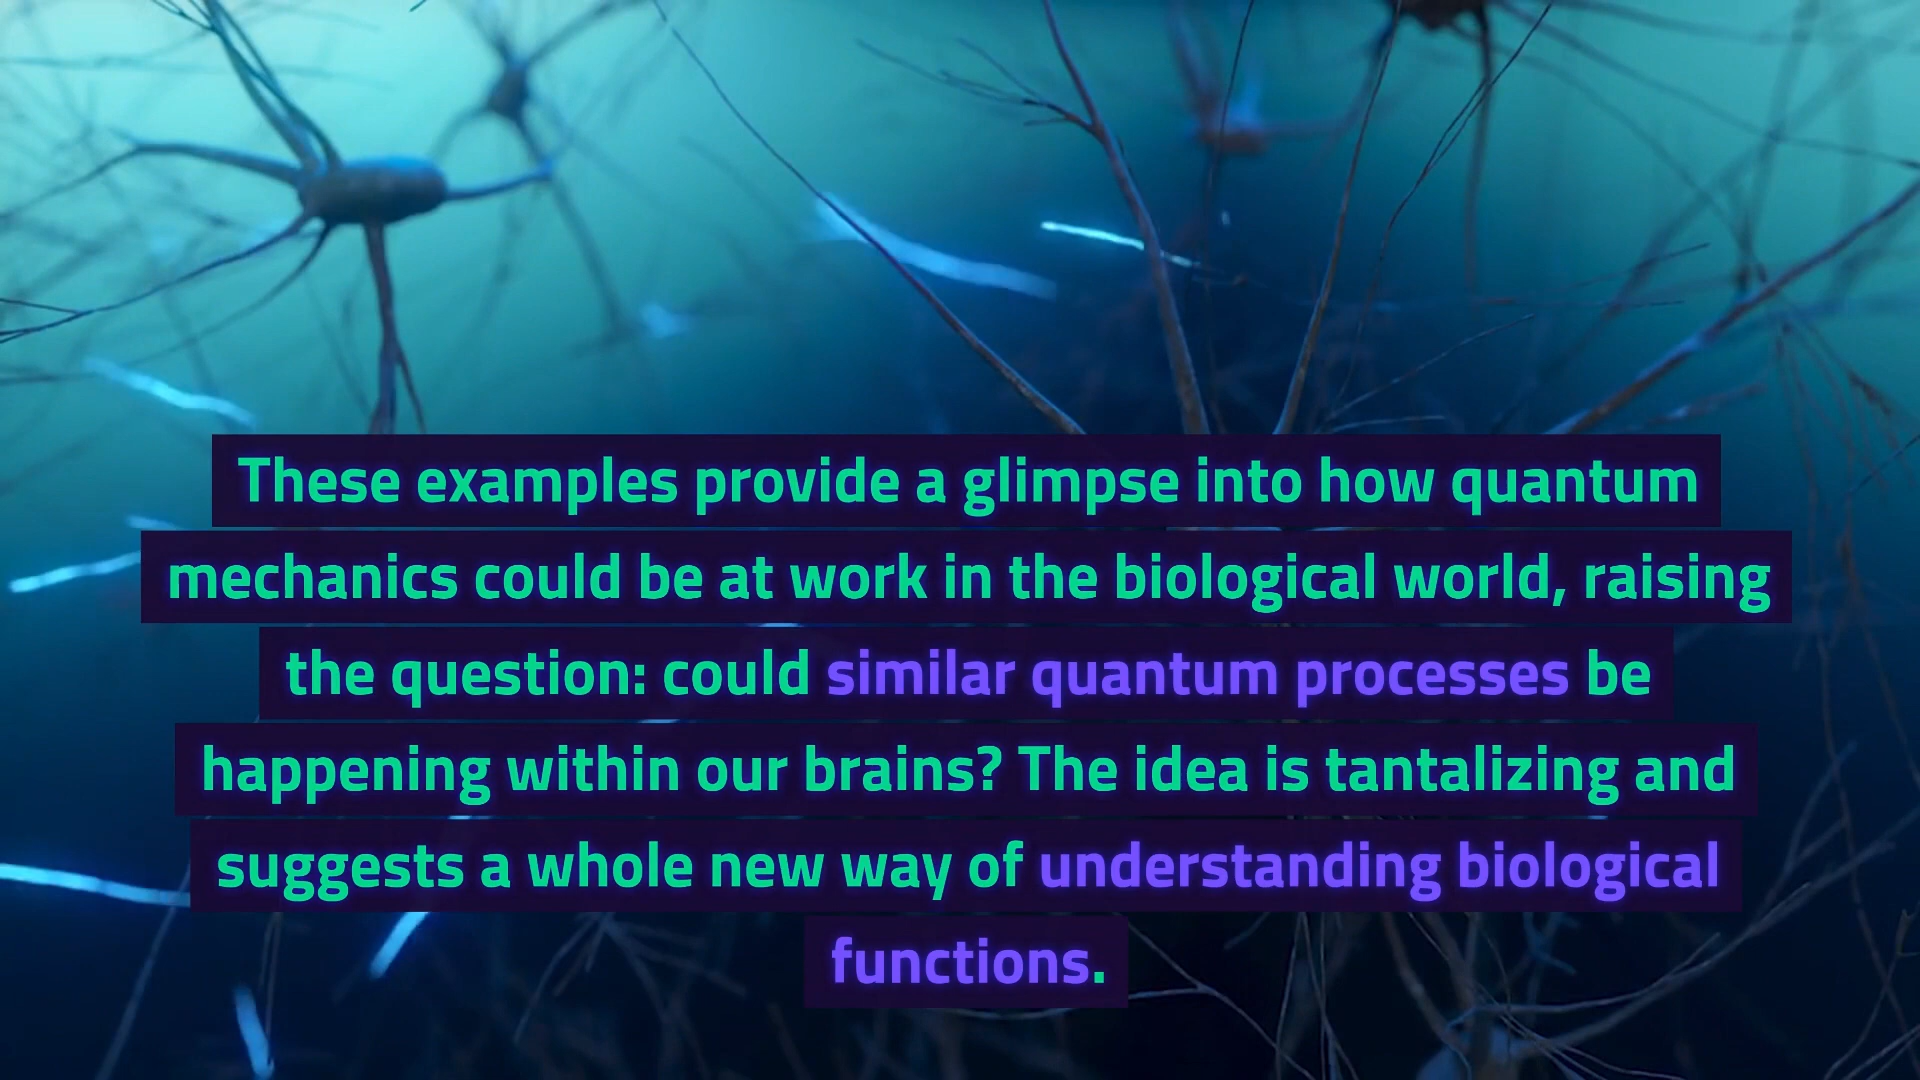 These examples provide a glimpse into how quantum
mechanics could be at work in the biological world, raising
the question: could similar quantum processes be
happening within our brains? The idea is tantalizing and
suggests a whole new way of understanding biological
functions.